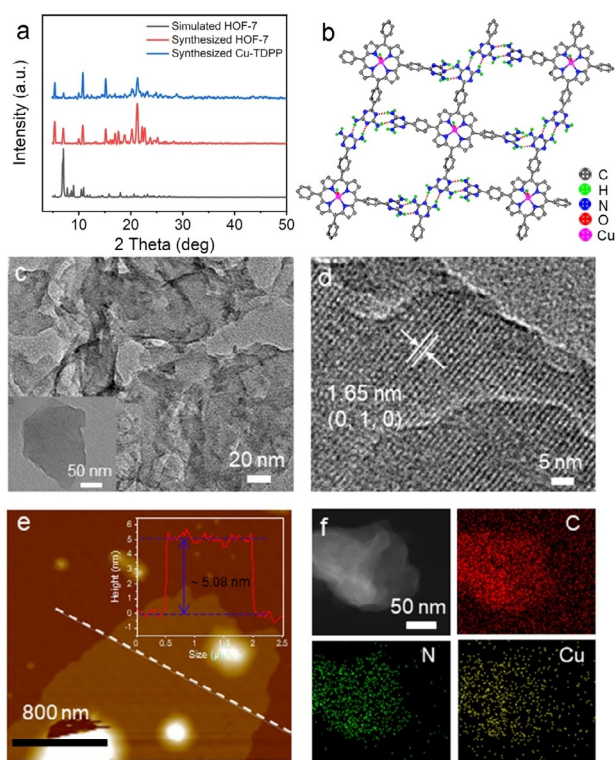 a
Simulated HOF-7
Synthesized HOF-7
Synthesized Cu-TDPP
Intensity (a.u.)
10 20 30 40 50
2 Theta (deg)
b
C
H
N
O
Cu
c
50 nm
20 nm
d
1.65 nm
(0, 1, 0)
5 nm
e
Height (nm)
6
5
4
3
2
1
0
~ 5.08 nm
0.0 0.5 1.0 1.5 2.0 2.5
800 nm
f
50 nm
C
N
Cu